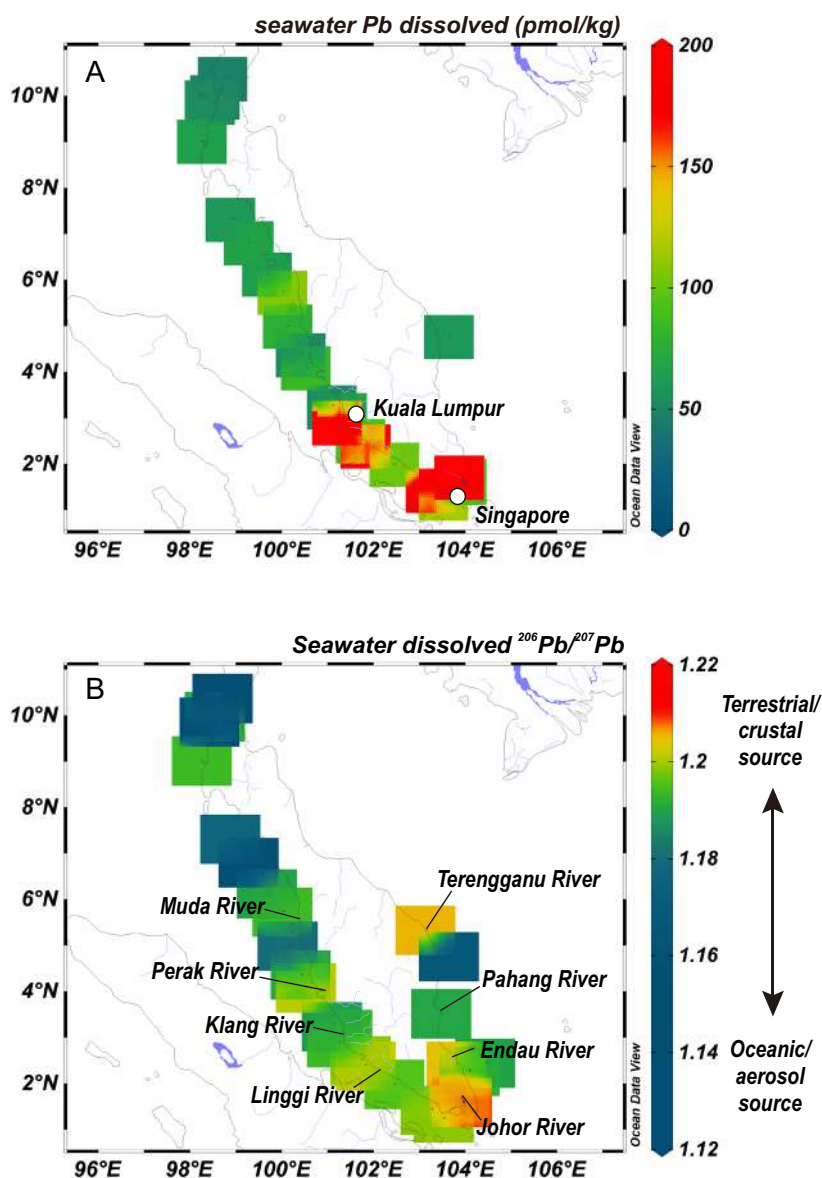 seawater Pb dissolved (pmol/kg)
A
10°N
8°N
6°N
4°N
2°N
96°E 98°E 100°E 102°E 104°E 106°E
Kuala Lumpur
Singapore
Ocean Data View
200
150
100
50
0
Seawater dissolved ²⁰⁶Pb/²⁰⁷Pb
B
10°N
8°N
6°N
4°N
2°N
96°E 98°E 100°E 102°E 104°E 106°E
Terengganu River
Muda River
Perak River
Pahang River
Klang River
Endau River
Linggi River
Johor River
Ocean Data View
1.22
1.2
1.18
1.16
1.14
1.12
Terrestrial/
crustal
source
Oceanic/
aerosol
source